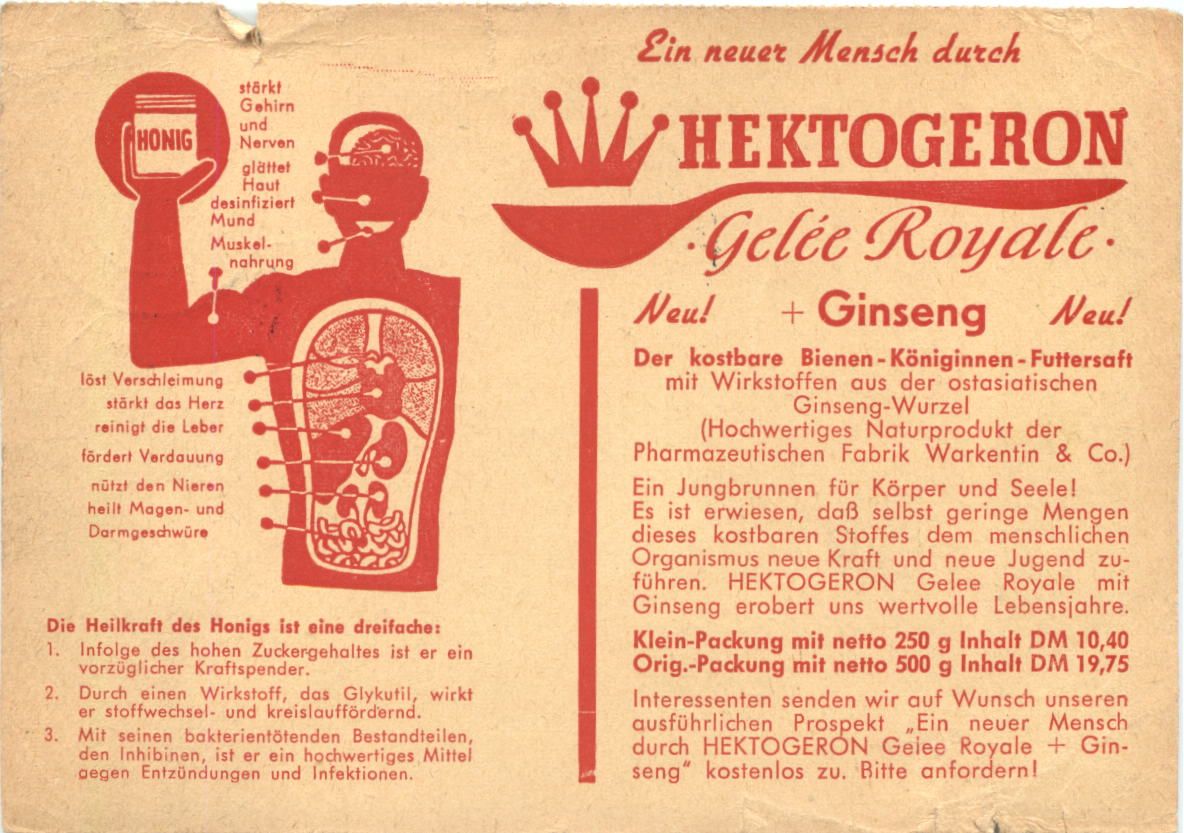 HONIG
stärkt
Gehirn
und
Nerven
glättet
Haut
desinfiziert
Mund
Muskel-
nahrung
löst Verschleimung
stärkt das Herz
reinigt die Leber
fördert Verdauung
nützt den Nieren
heilt Magen- und
Darmgeschwüre
Die Heilkraft des Honigs ist eine dreifache:
1. Infolge des hohen Zuckergehaltes ist er ein
vorzüglicher Kraftspender.
2. Durch einen Wirkstoff, das Glykutil, wirkt
er stoffwechsel- und kreislauffördernd.
3. Mit seinen bakterientötenden Bestandteilen,
den Inhibinen, ist er ein hochwertiges Mittel
gegen Entzündungen und Infektionen.
Ein neuer Mensch durch
HEKTOGERON
·Gelée Royale·
Neu! + Ginseng Neu!
Der kostbare Bienen-Königinnen-Futtersaft
mit Wirkstoffen aus der ostasiatischen
Ginseng-Wurzel
(Hochwertiges Naturprodukt der
Pharmazeutischen Fabrik Warkentin & Co.)
Ein Jungbrunnen für Körper und Seele!
Es ist erwiesen, daß selbst geringe Mengen
dieses kostbaren Stoffes dem menschlichen
Organismus neue Kraft und neue Jugend zu-
führen. HEKTOGERON Gelee Royale mit
Ginseng erobert uns wertvolle Lebensjahre.
Klein-Packung mit netto 250 g Inhalt DM 10,40
Orig.-Packung mit netto 500 g Inhalt DM 19,75
Interessenten senden wir auf Wunsch unseren
ausführlichen Prospekt „Ein neuer Mensch
durch HEKTOGERON Gelee Royale + Gin-
seng" kostenlos zu. Bitte anfordern!